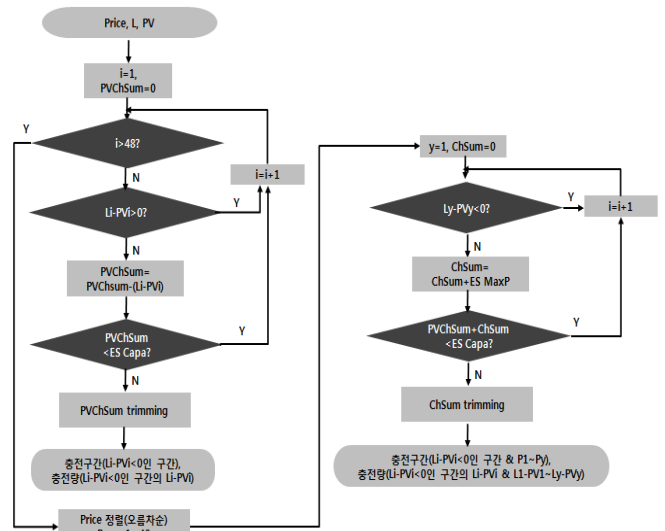 Price, L, PV
i=1,
PVChSum=0
Y
i>48?
N
i=i+1
Li-PVi>0?
Y
N
PVChSum=
PVChsum-(Li-PVi)
PVChSum
<ES Capa?
Y
N
PVChSum trimming
충전구간(Li-PVi<0인 구간),
충전량(Li-PVi<0인 구간의 Li-PVi)
Price 정렬(오름차순)
y=1, ChSum=0
Ly-PVy<0?
Y
i=i+1
N
ChSum=
ChSum+ES MaxP
PVChSum+ChSum
<ES Capa?
Y
N
ChSum trimming
충전구간(Li-PVi<0인 구간 & P1~Py),
충전량(Li-PVi<0인 구간의 Li-PVi & L1-PV1~Ly-PVy)